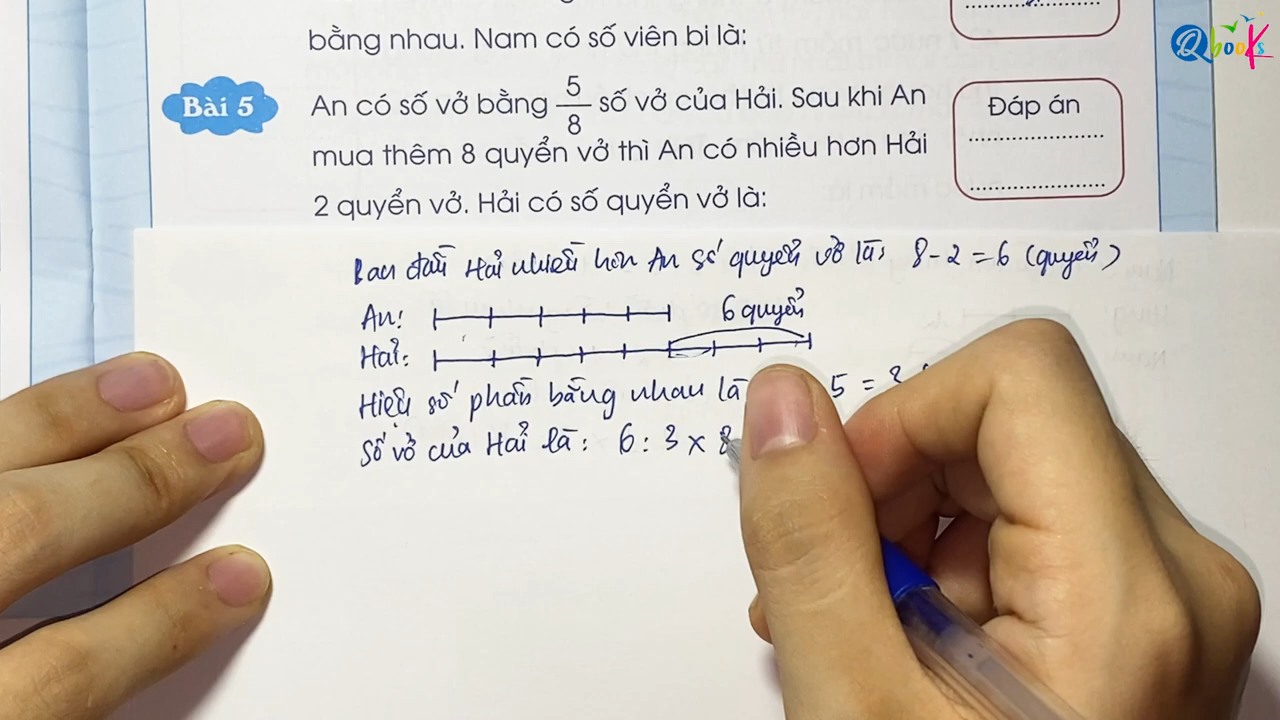 Qbooks
bằng nhau. Nam có số viên bi là:
Bài 5
An có số vở bằng 5/8 số vở của Hải. Sau khi An
mua thêm 8 quyển vở thì An có nhiều hơn Hải
2 quyển vở. Hải có số quyển vở là:
Đáp án
Ban đầu Hải nhiều hơn An số quyển vở là: 8 - 2 = 6 (quyển)
An:
6 quyển
Hải:
Hiệu số phần bằng nhau là 5 =
Số vở của Hải là: 6 : 3 x 8